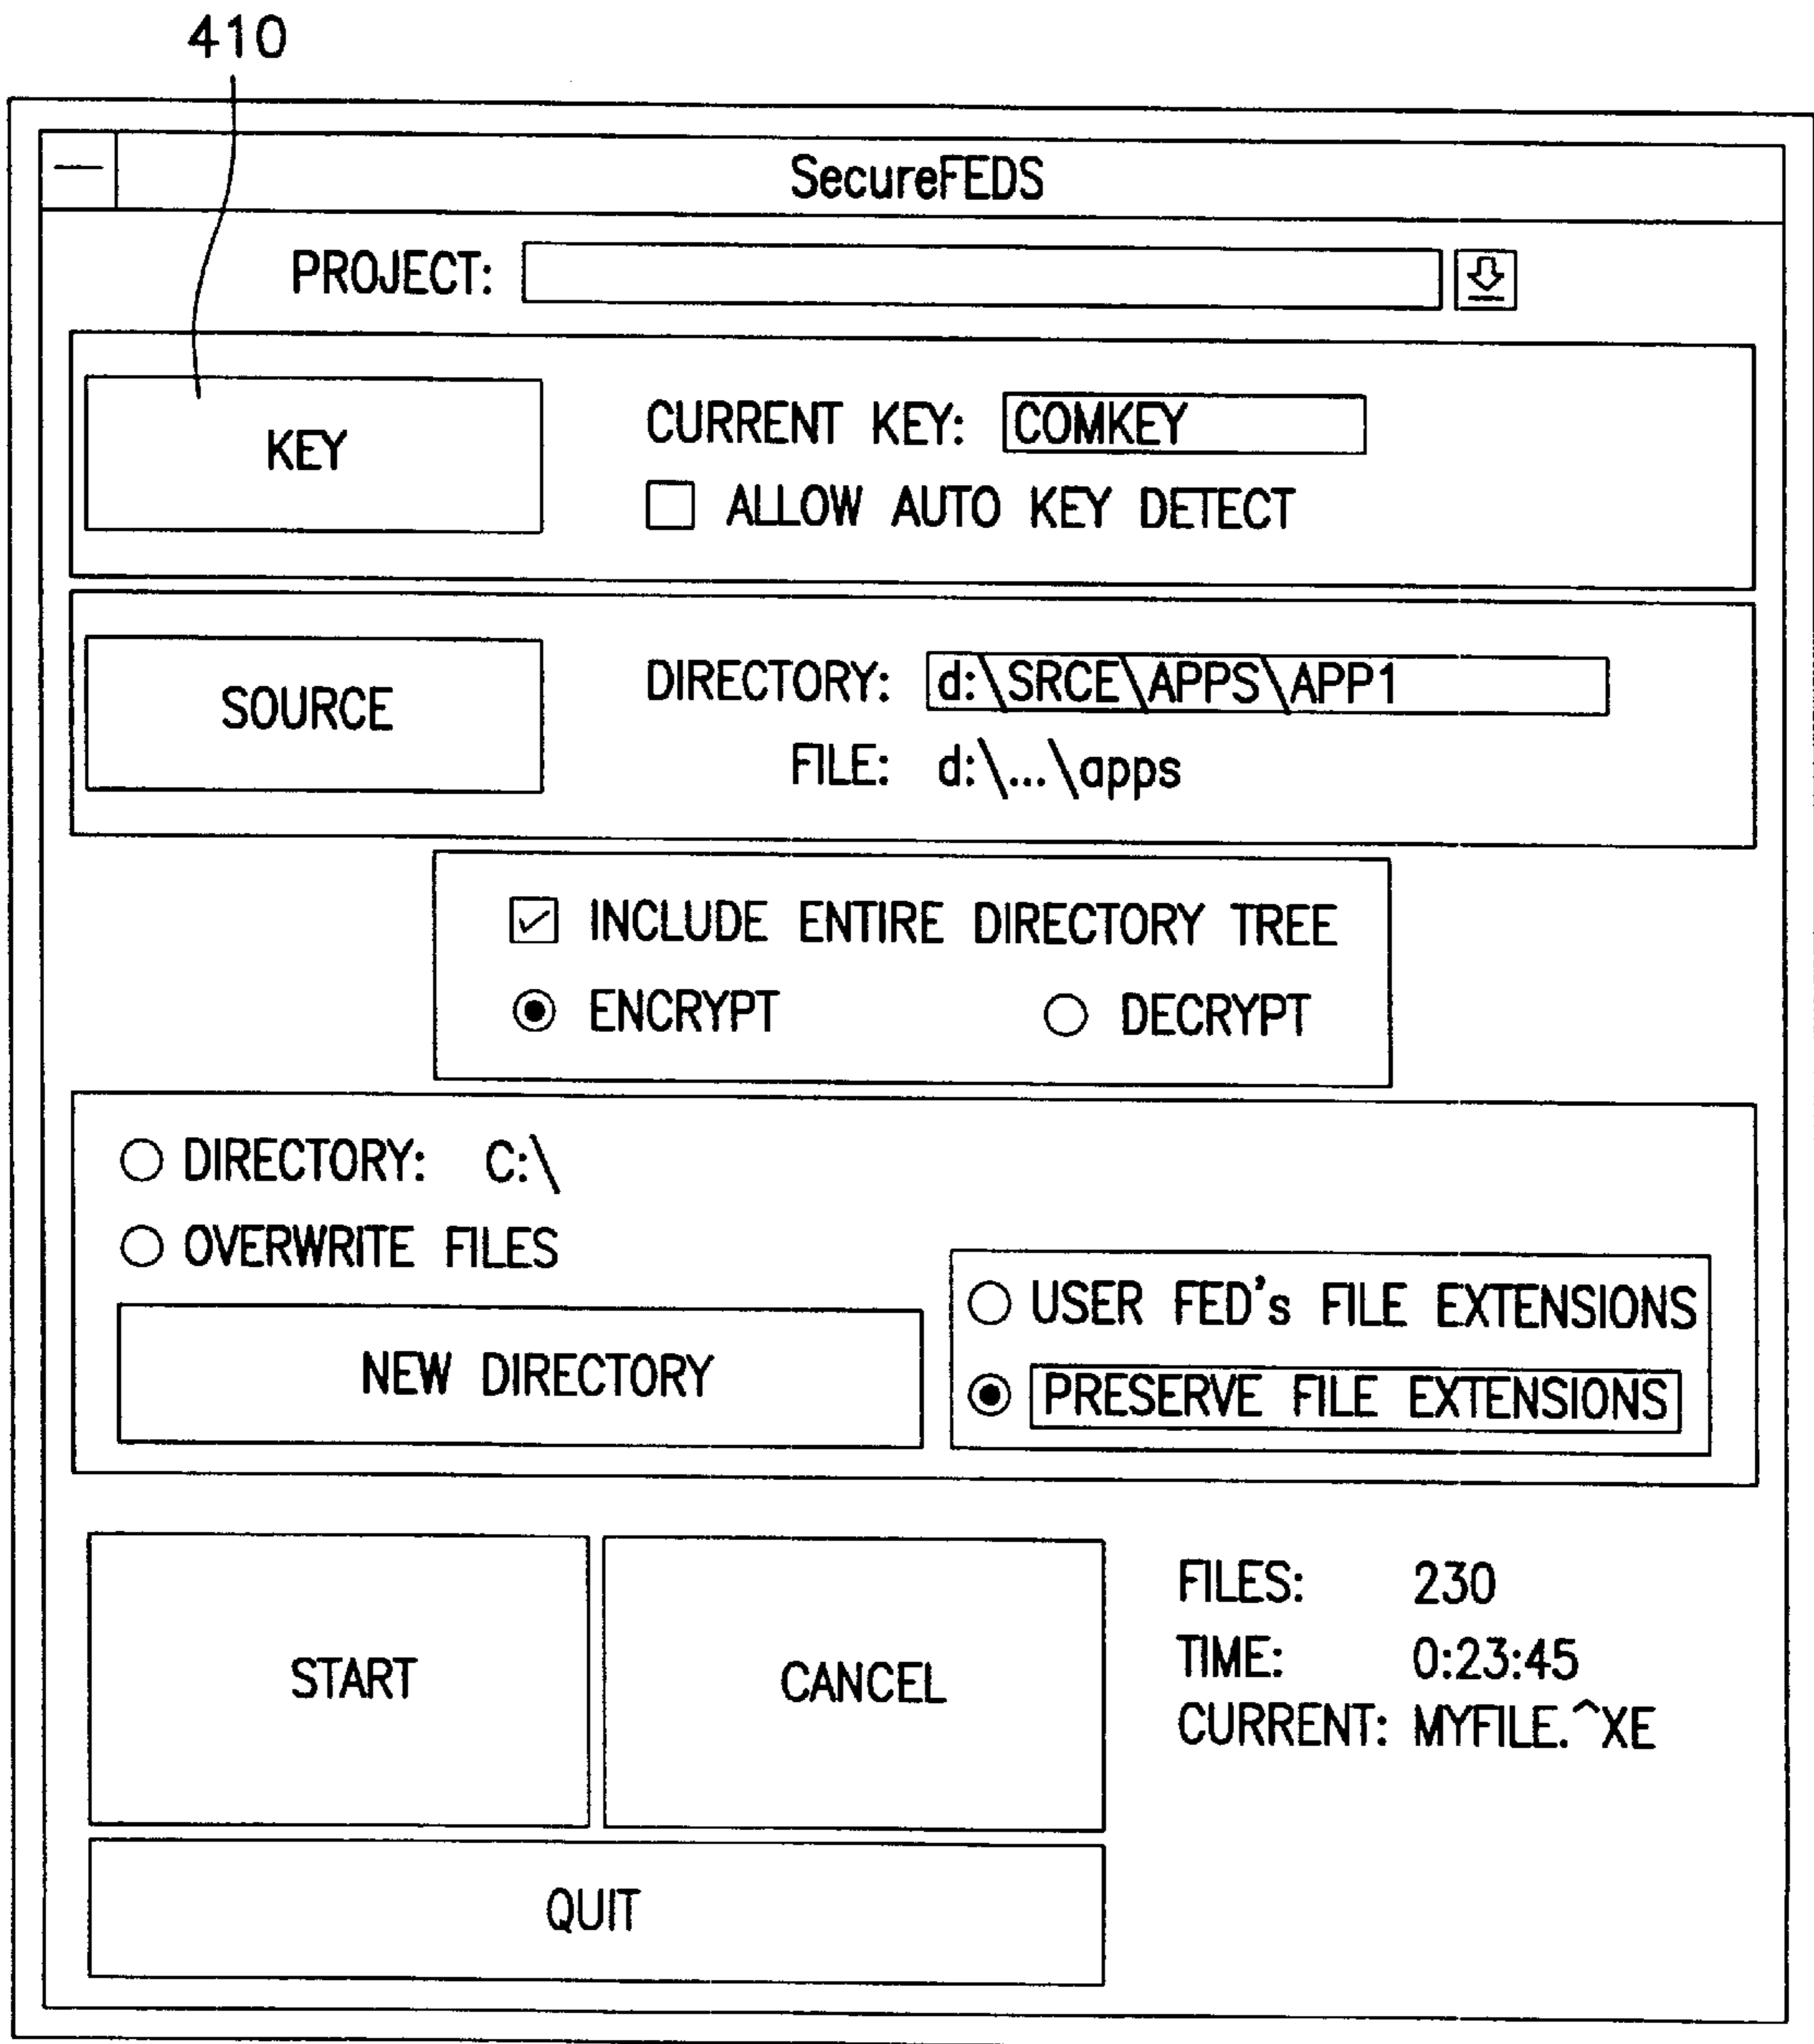 410
SecureFEDS
PROJECT:
KEY
CURRENT KEY: COMKEY
ALLOW AUTO KEY DETECT
SOURCE
DIRECTORY: d:\SRCE\APPS\APP1
FILE: d:\...\apps
INCLUDE ENTIRE DIRECTORY TREE
ENCRYPT DECRYPT
DIRECTORY: C:\
OVERWRITE FILES
NEW DIRECTORY
USER FED's FILE EXTENSIONS
PRESERVE FILE EXTENSIONS
START
CANCEL
FILES: 230
TIME: 0:23:45
CURRENT: MYFILE.^XE
QUIT